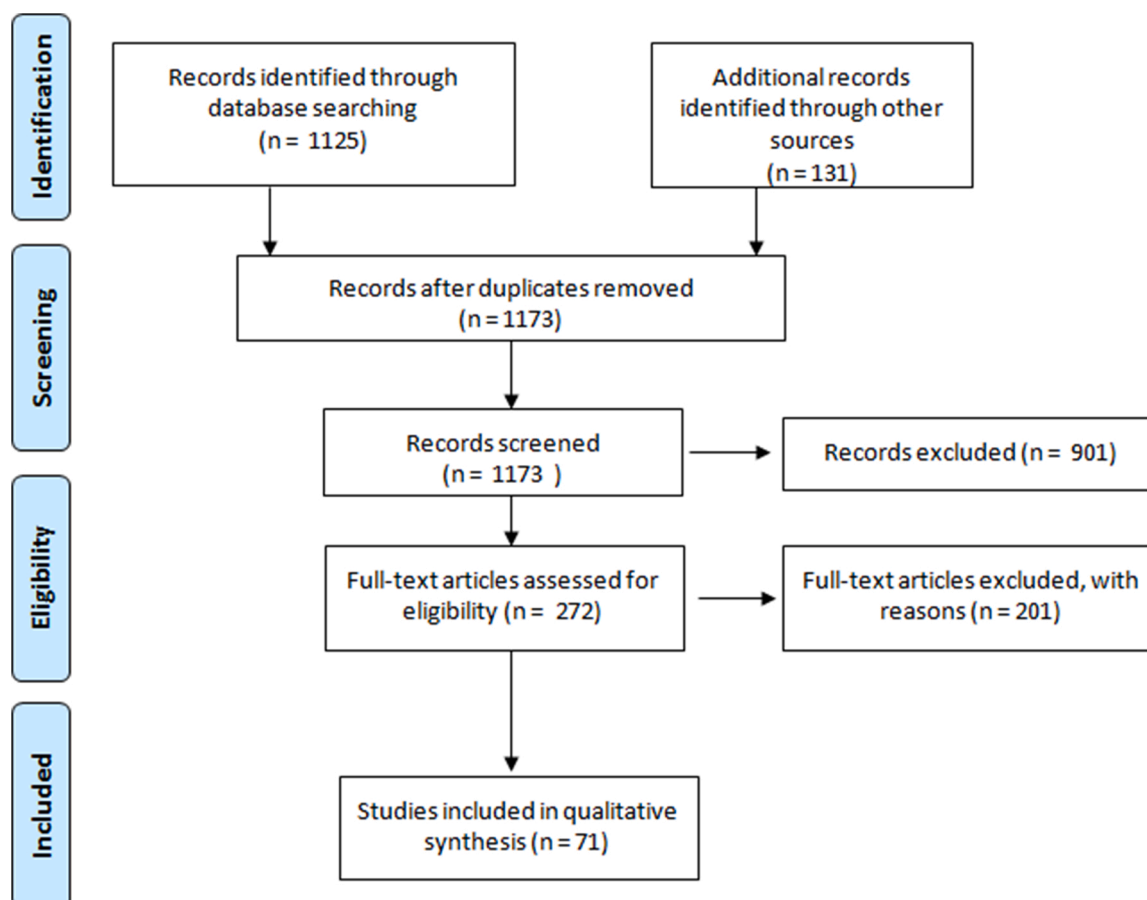 Identification
Records identified through
database searching
(n = 1125)
Additional records
identified through other
sources
(n = 131)
Screening
Records after duplicates removed
(n = 1173)
Records screened
(n = 1173 )
Records excluded (n = 901)
Eligibility
Full-text articles assessed for
eligibility (n = 272)
Full-text articles excluded, with
reasons (n = 201)
Included
Studies included in qualitative
synthesis (n = 71)